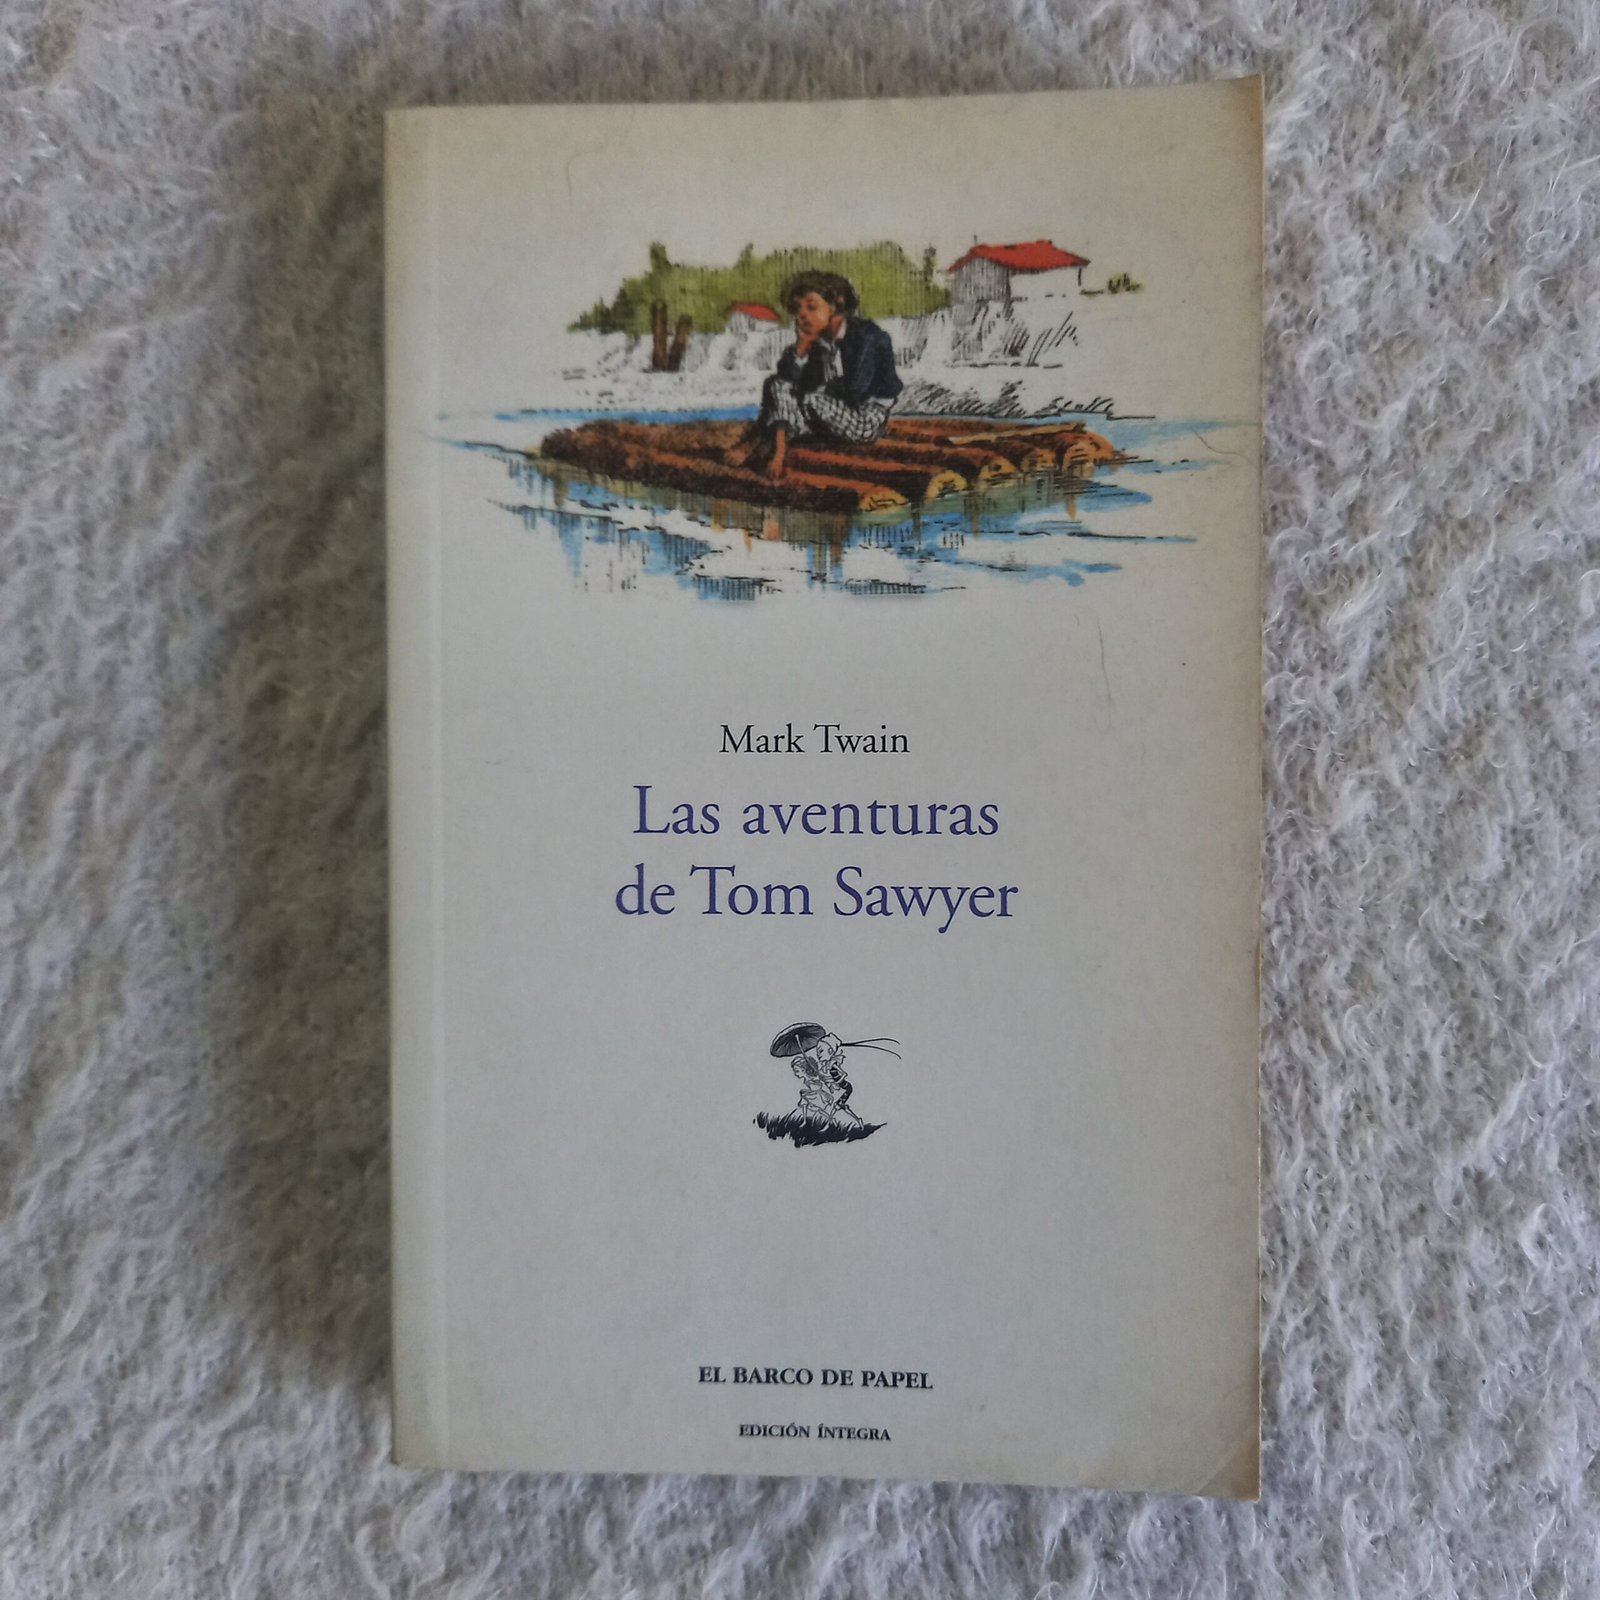 Mark Twain
Las aventuras
de Tom Sawyer
EL BARCO DE PAPEL
EDICIÓN ÍNTEGRA